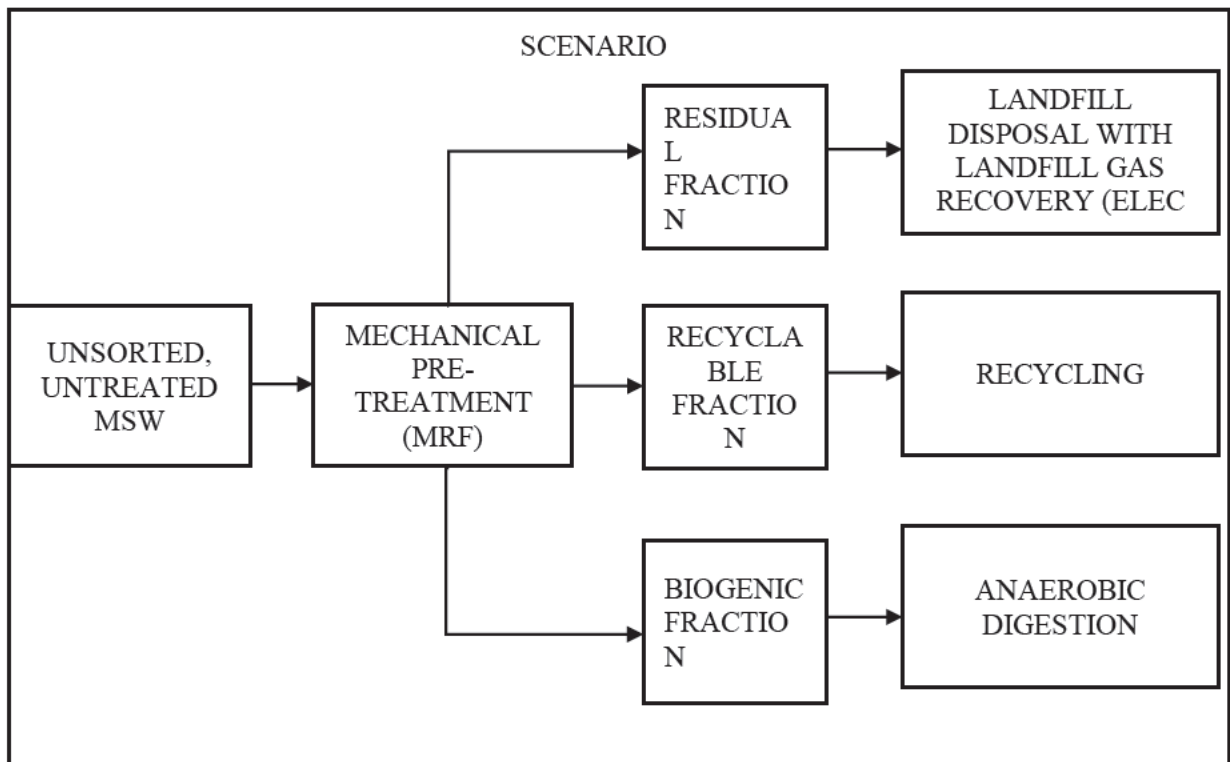 SCENARIO
RESIDUA
L
FRACTIO
N
LANDFILL
DISPOSAL WITH
LANDFILL GAS
RECOVERY (ELEC
UNSORTED,
UNTREATED
MSW
MECHANICAL
PRE-
TREATMENT
(MRF)
RECYCLA
BLE
FRACTIO
N
RECYCLING
BIOGENIC
FRACTIO
N
ANAEROBIC
DIGESTION